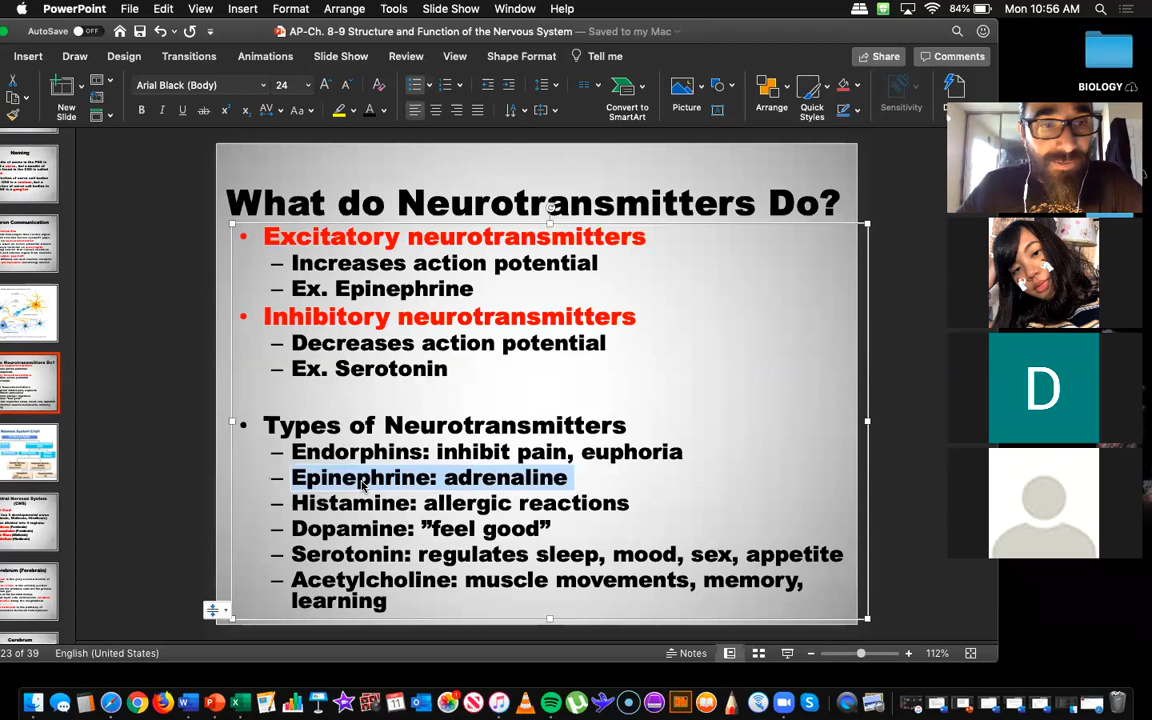 PowerPoint File Edit View Insert Format Arrange Tools Slide Show Window Help 84% Mon 10:56 AM
AutoSave OFF AP-Ch. 8-9 Structure and Function of the Nervous System — Saved to my Mac
Insert Draw Design Transitions Animations Slide Show Review View Shape Format Tell me Share Comments
Arial Black (Body) 24
New Slide
B I U ab x² x₂ AV Aa A
Convert to SmartArt
Picture
Arrange
Quick Styles
Sensitivity
BIOLOGY
Naming
What do Neurotransmitters Do?
• Excitatory neurotransmitters
– Increases action potential
– Ex. Epinephrine
• Inhibitory neurotransmitters
– Decreases action potential
– Ex. Serotonin
• Types of Neurotransmitters
– Endorphins: inhibit pain, euphoria
– Epinephrine: adrenaline
– Histamine: allergic reactions
– Dopamine: ”feel good”
– Serotonin: regulates sleep, mood, sex, appetite
– Acetylcholine: muscle movements, memory,
learning
D
23 of 39 English (United States) Notes 112%